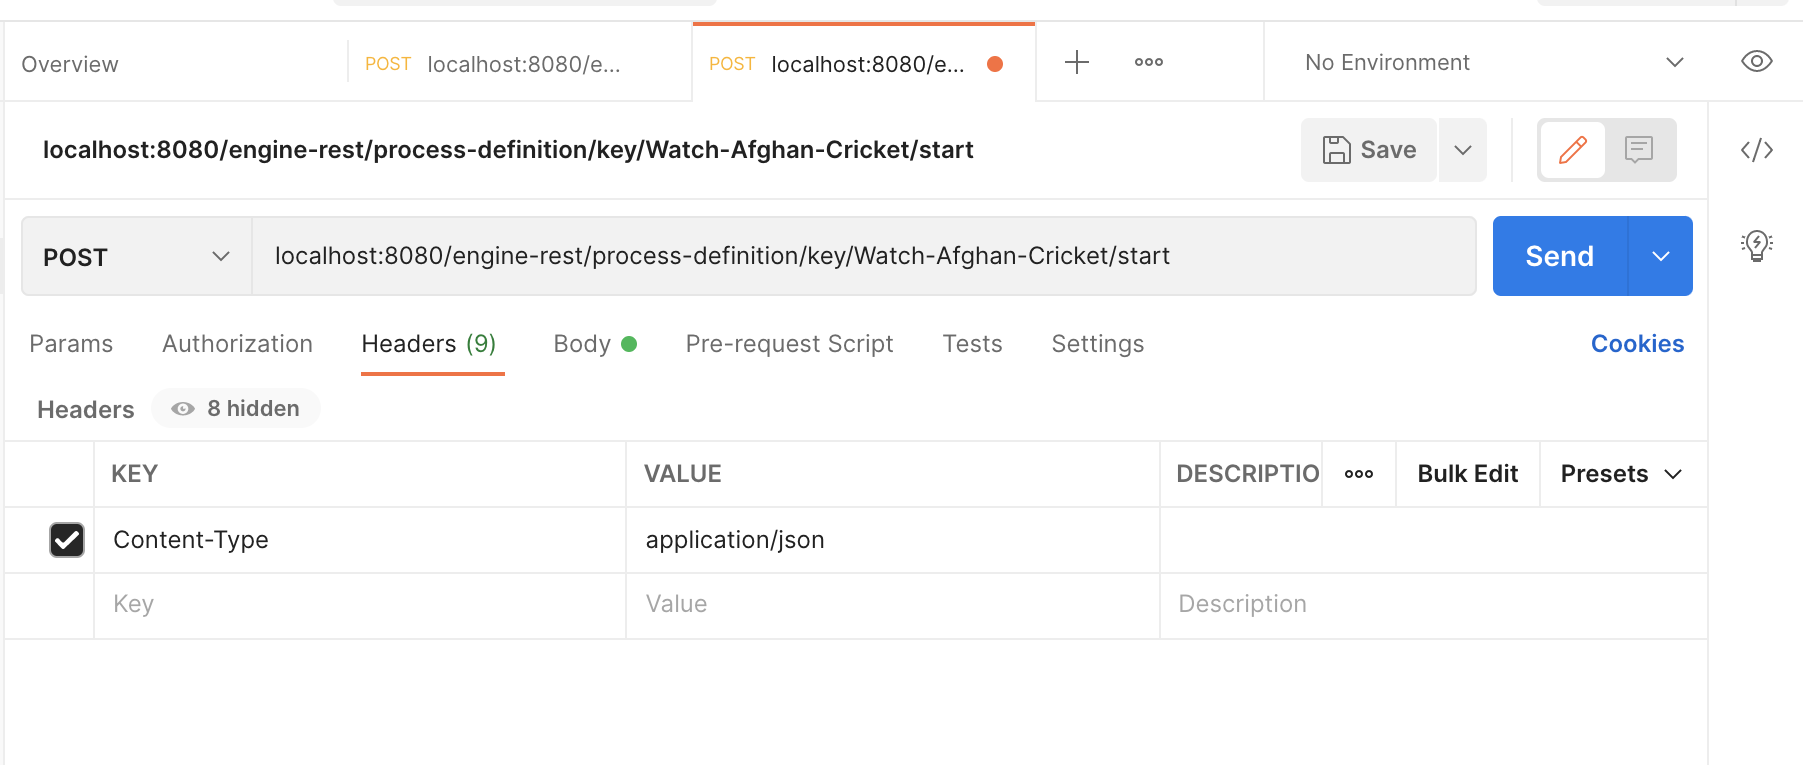 Overview POST localhost:8080/e... POST localhost:8080/e... No Environment
localhost:8080/engine-rest/process-definition/key/Watch-Afghan-Cricket/start Save
POST localhost:8080/engine-rest/process-definition/key/Watch-Afghan-Cricket/start Send
Params Authorization Headers (9) Body Pre-request Script Tests Settings Cookies
Headers 8 hidden
KEY VALUE DESCRIPTIO Bulk Edit Presets
Content-Type application/json
Key Value Description